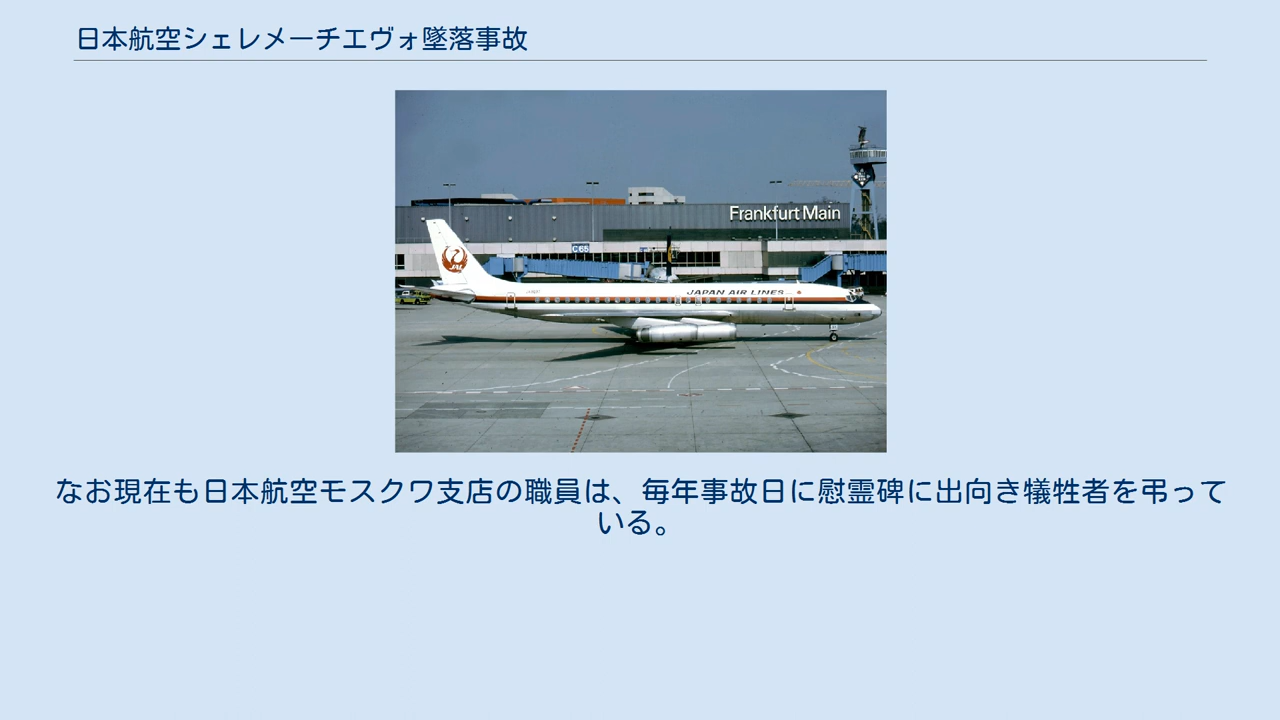 日本航空シェレメーチエヴォ墜落事故
Frankfurt Main
C65
JAL
JAPAN AIR LINES
なお現在も日本航空モスクワ支店の職員は、毎年事故日に慰霊碑に出向き犠牲者を弔って
いる。